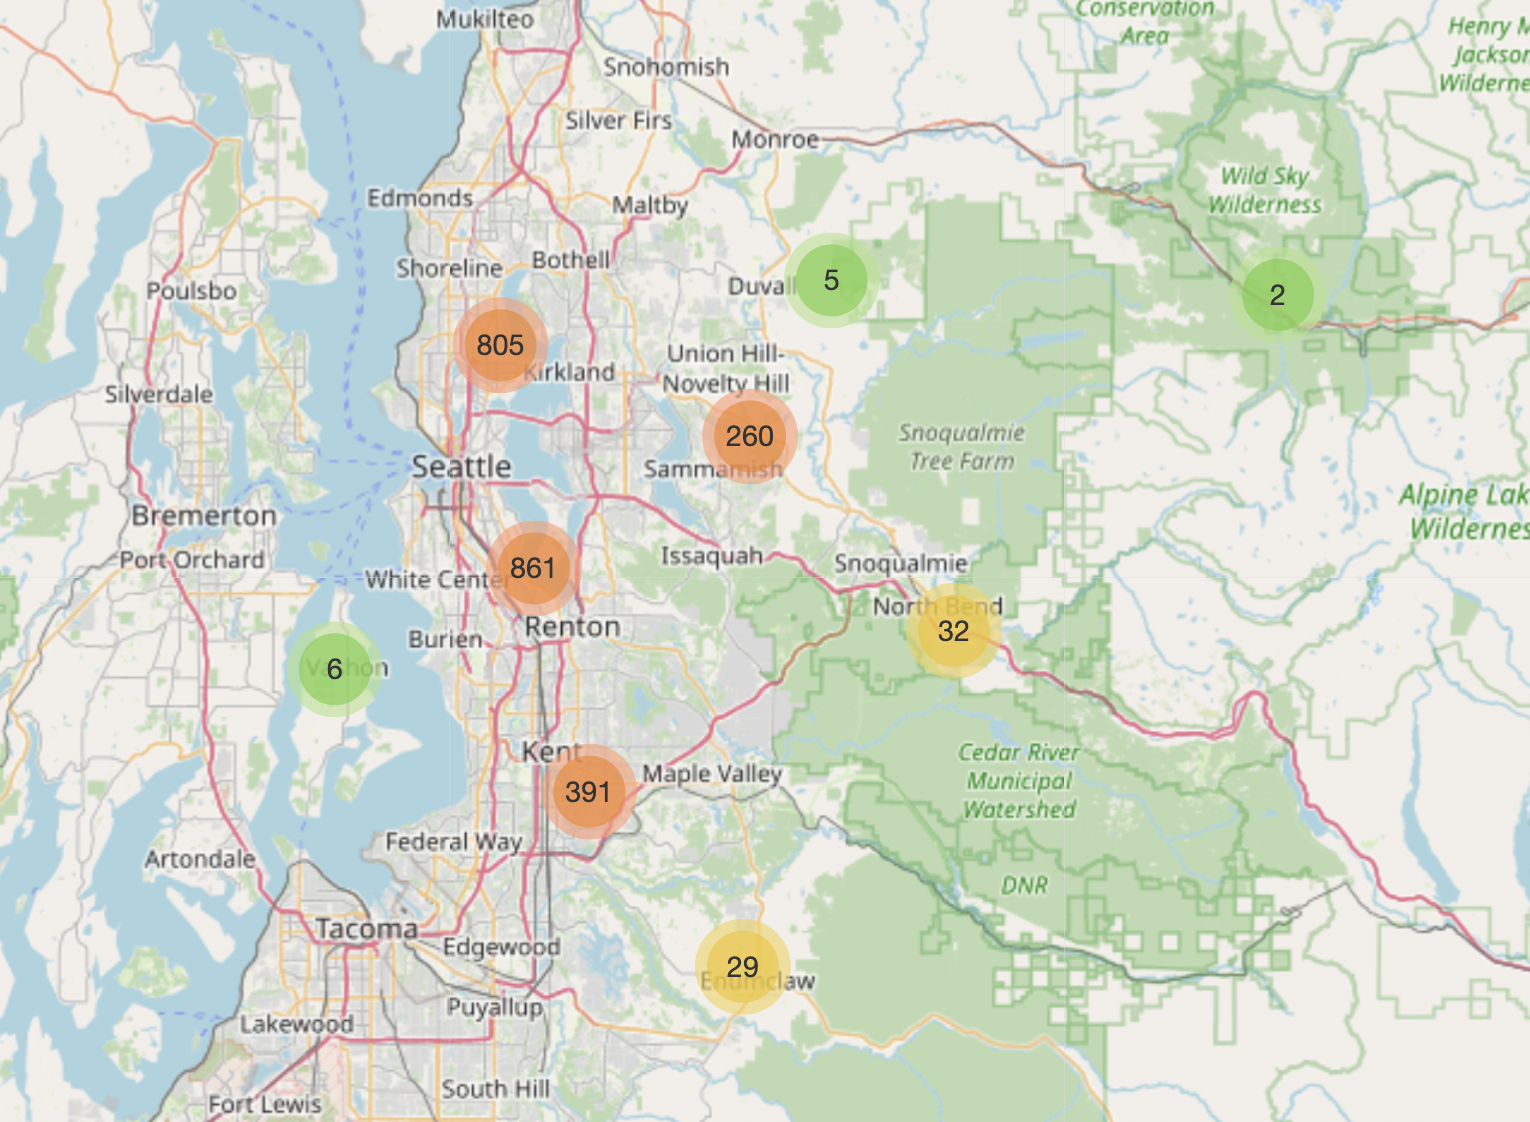 Mukilteo
Conservation
Area
Henry M
Jackson
Wilderne
Snohomish
Silver Firs
Monroe
Wild Sky
Wilderness
Edmonds
Maltby
Shoreline
Bothell
Poulsbo
Duvall
5
2
805
Kirkland
Union Hill-
Novelty Hill
Silverdale
260
Sammamish
Snoqualmie
Tree Farm
Seattle
Alpine Lak
Wildernes
Bremerton
Port Orchard
White Center
861
Issaquah
Snoqualmie
North Bend
32
Burien
Renton
6
Vashon
Kent
391
Maple Valley
Cedar River
Municipal
Watershed
Federal Way
Artondale
DNR
Tacoma
Edgewood
29
Enumclaw
Puyallup
Lakewood
South Hill
Fort Lewis